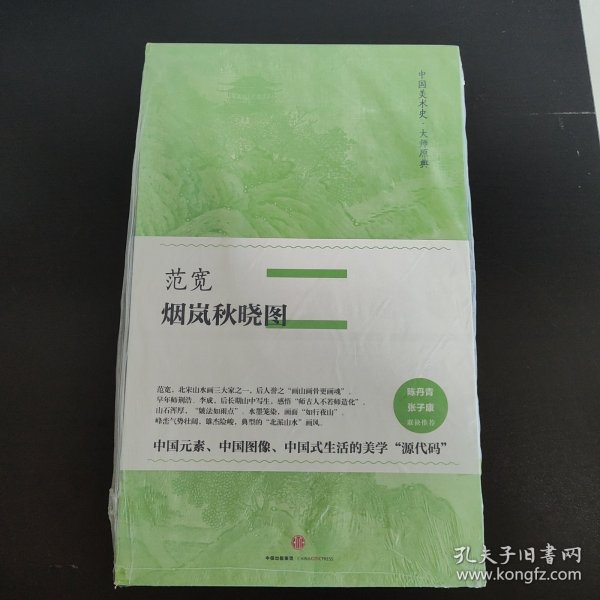 中国美术史·大师原典
范宽
烟岚秋晓图
范宽，北宋山水画三大家之一，后人誉之“画山画骨更画魂”。
早年师荆浩、李成，后长期山中写生，感悟“师古人不若师造化”。
山石浑厚，“皴法如雨点”，水墨笼染，画面“如行夜山”，
峰峦气势壮阔，雄杰险峻，典型的“北派山水”画风。
陈丹青
张子康
联袂推荐
中国元素、中国图像、中国式生活的美学“源代码”
中信出版集团 | CHINACITICPRESS
孔夫子旧书网
www.kongfz.com